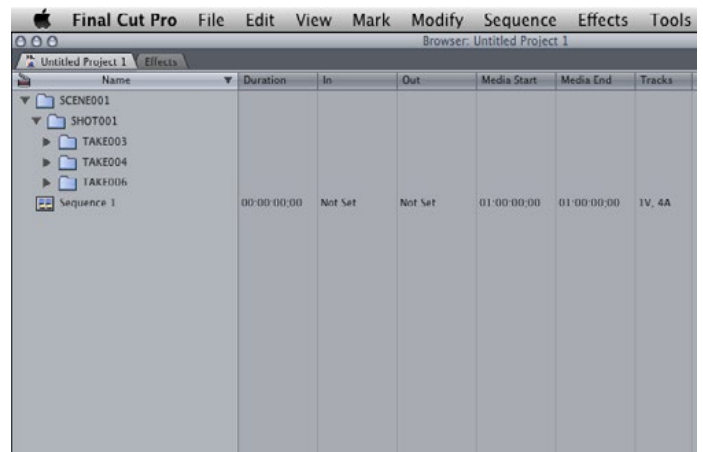 Final Cut Pro File Edit View Mark Modify Sequence Effects Tools
Browser: Untitled Project 1
Untitled Project 1 Effects
Name Duration In Out Media Start Media End Tracks
SCENE001
SHOT001
TAKE003
TAKE004
TAKE006
Sequence 1 00:00:00;00 Not Set Not Set 01:00:00;00 01:00:00;00 1V, 4A